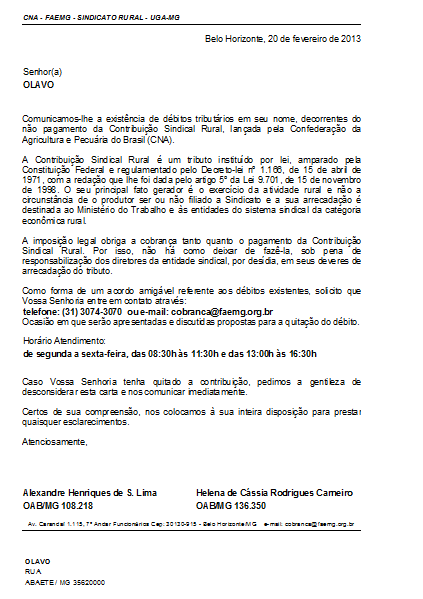 CNA - FAEMG - SINDICATO RURAL - UGA-MG
Belo Horizonte, 20 de fevereiro de 2013
Senhor(a)
OLAVO
Comunicamos-lhe a existência de débitos tributários em seu nome, decorrentes do
não pagamento da Contribuição Sindical Rural, lançada pela Confederação da
Agricultura e Pecuária do Brasil (CNA).
A Contribuição Sindical Rural é um tributo instituído por lei, amparado pela
Constituição Federal e regulamentado pelo Decreto-lei nº 1.166, de 15 de abril de
1971, com a redação que lhe foi dada pelo artigo 5º da Lei 9.701, de 15 de novembro
de 1998. O seu principal fato gerador é o exercício da atividade rural e não a
circunstância de o produtor ser ou não filiado a Sindicato e a sua arrecadação é
destinada ao Ministério do Trabalho e às entidades do sistema sindical da categoria
econômica rural.
A imposição legal obriga a cobrança tanto quanto o pagamento da Contribuição
Sindical Rural. Por isso, não há como deixar de fazê-la, sob pena de
responsabilização dos diretores da entidade sindical, por desídia, em seus deveres de
arrecadação do tributo.
Como forma de um acordo amigável referente aos débitos existentes, solicito que
Vossa Senhoria entre em contato através:
telefone: (31) 3074-3070 ou e-mail: cobranca@faemg.org.br
Ocasião em que serão apresentadas e discutidas propostas para a quitação do débito.
Horário Atendimento:
de segunda a sexta-feira, das 08:30h às 11:30h e das 13:00h às 16:30h
Caso Vossa Senhoria tenha quitado a contribuição, pedimos a gentileza de
desconsiderar esta carta e nos comunicar imediatamente.
Certos de sua compreensão, nos colocamos à sua inteira disposição para prestar
quaisquer esclarecimentos.
Atenciosamente,
Alexandre Henriques de S. Lima Helena de Cássia Rodrigues Carneiro
OAB/MG 108.218 OAB/MG 136.350
Av. Carandaí 1.115, 7º Andar Funcionários Cep: 30130-915 - Belo Horizonte/MG e-mail: cobranca@faemg.org.br
OLAVO
RUA
ABAETE / MG 35620000